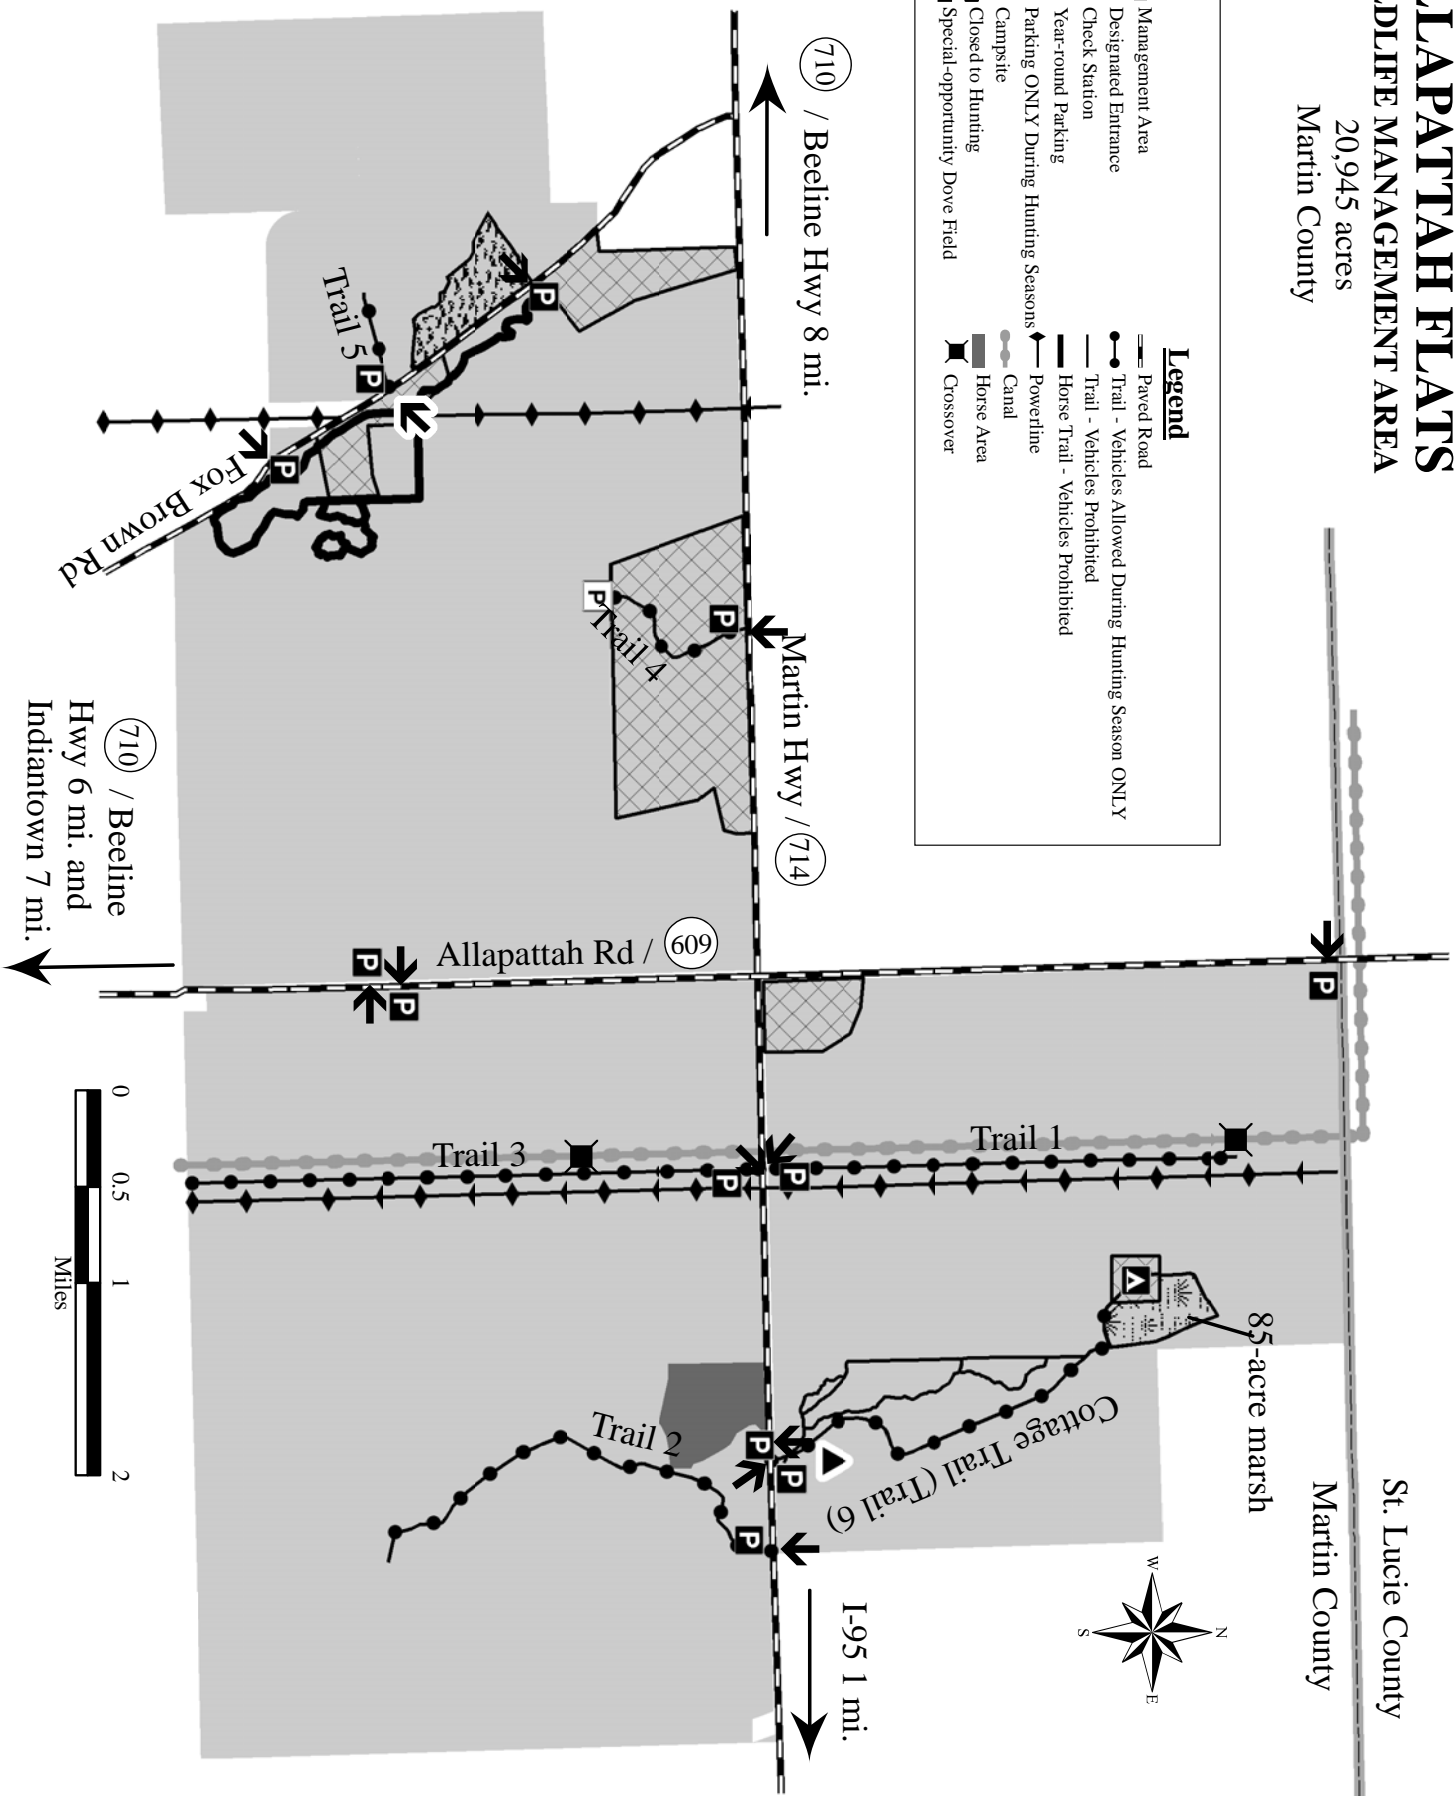 LLAPATTAH FLATS
DLIFE MANAGEMENT AREA
20,945 acres
Martin County
Legend
Management Area
Designated Entrance
Check Station
Year-round Parking
Parking ONLY During Hunting Seasons
Campsite
Closed to Hunting
Special-opportunity Dove Field
Paved Road
Trail - Vehicles Allowed During Hunting Season ONLY
Trail - Vehicles Prohibited
Horse Trail - Vehicles Prohibited
Powerline
Canal
Horse Area
Crossover
St. Lucie County
Martin County
85-acre marsh
N
W
E
S
Trail 1
Cottage Trail (Trail 6)
710 / Beeline Hwy 8 mi.
Martin Hwy / 714
I-95 1 mi.
P
P
P
P
P
P
P
P
P
P
P
P
P
P
Trail 4
Allapattah Rd / 609
Trail 3
Trail 2
Trail 5
Fox Brown Rd
710 / Beeline
Hwy 6 mi. and
Indiantown 7 mi.
0 0.5 1 2
Miles